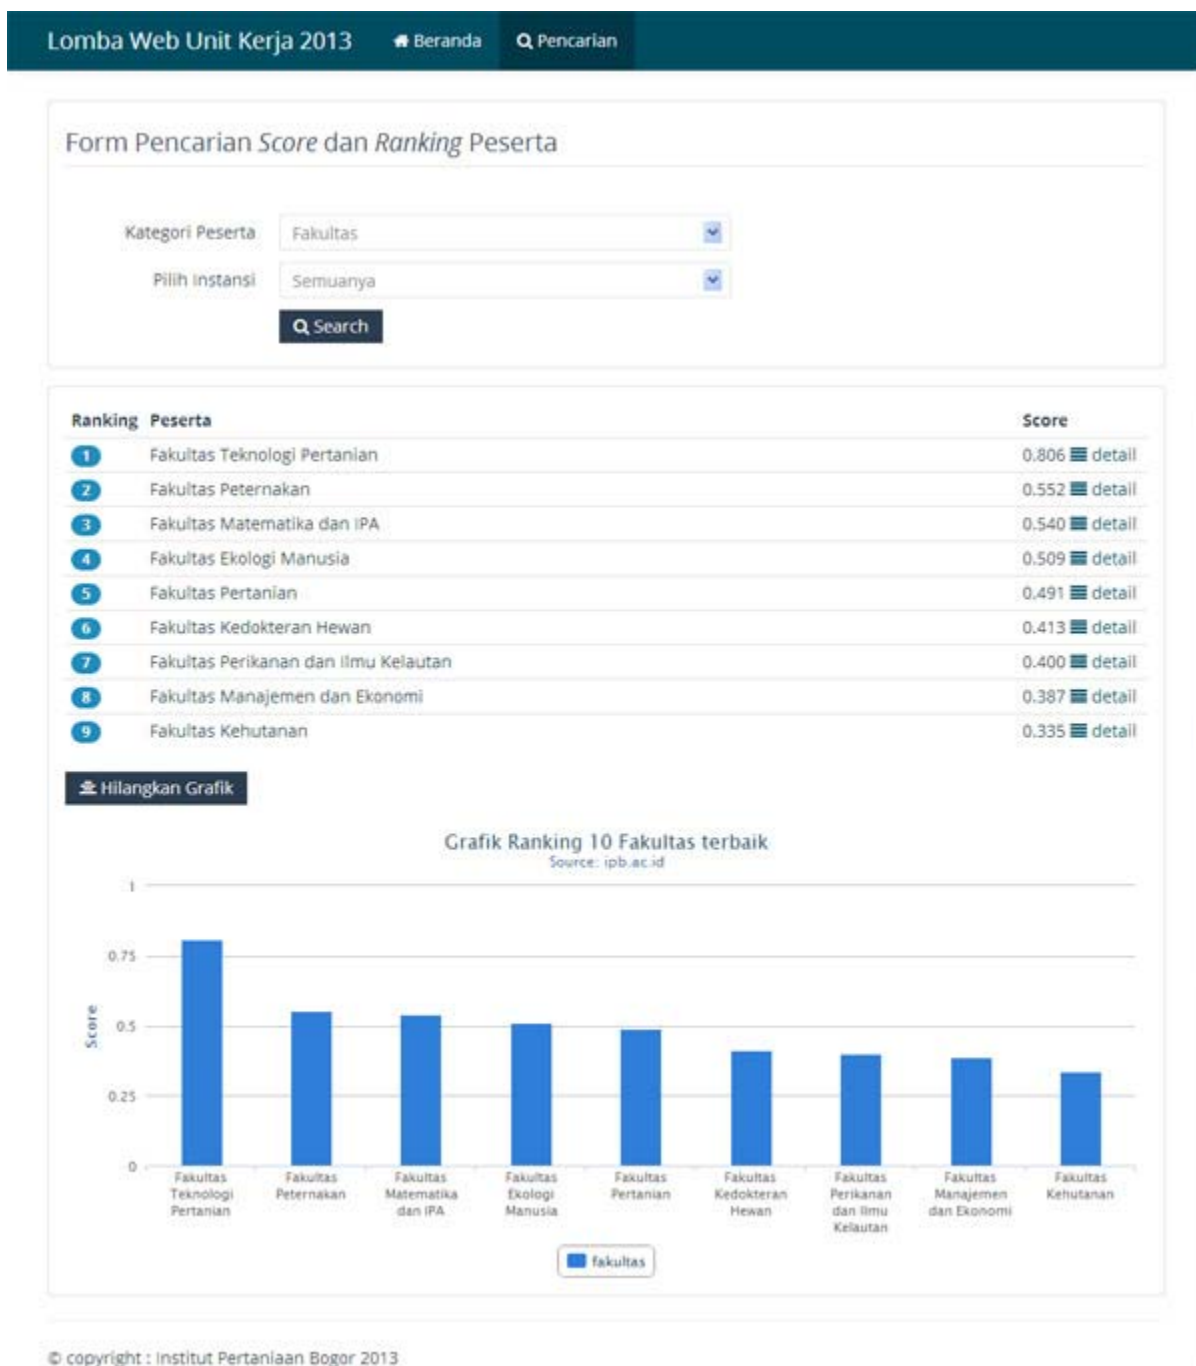 Lomba Web Unit Kerja 2013 Beranda Pencarian
Form Pencarian Score dan Ranking Peserta
Kategori Peserta Fakultas
Pilih Instansi Semuanya
Search
Ranking Peserta Score
1 Fakultas Teknologi Pertanian 0.806 detail
2 Fakultas Peternakan 0.552 detail
3 Fakultas Matematika dan IPA 0.540 detail
4 Fakultas Ekologi Manusia 0.509 detail
5 Fakultas Pertanian 0.491 detail
6 Fakultas Kedokteran Hewan 0.413 detail
7 Fakultas Perikanan dan Ilmu Kelautan 0.400 detail
8 Fakultas Manajemen dan Ekonomi 0.387 detail
9 Fakultas Kehutanan 0.335 detail
Hilangkan Grafik
Grafik Ranking 10 Fakultas terbaik
Source: ipb.ac.id
1
0.75
0.5
0.25
0
Score
Fakultas Teknologi Pertanian
Fakultas Peternakan
Fakultas Matematika dan IPA
Fakultas Ekologi Manusia
Fakultas Pertanian
Fakultas Kedokteran Hewan
Fakultas Perikanan dan Ilmu Kelautan
Fakultas Manajemen dan Ekonomi
Fakultas Kehutanan
fakultas
© copyright : Institut Pertaniaan Bogor 2013